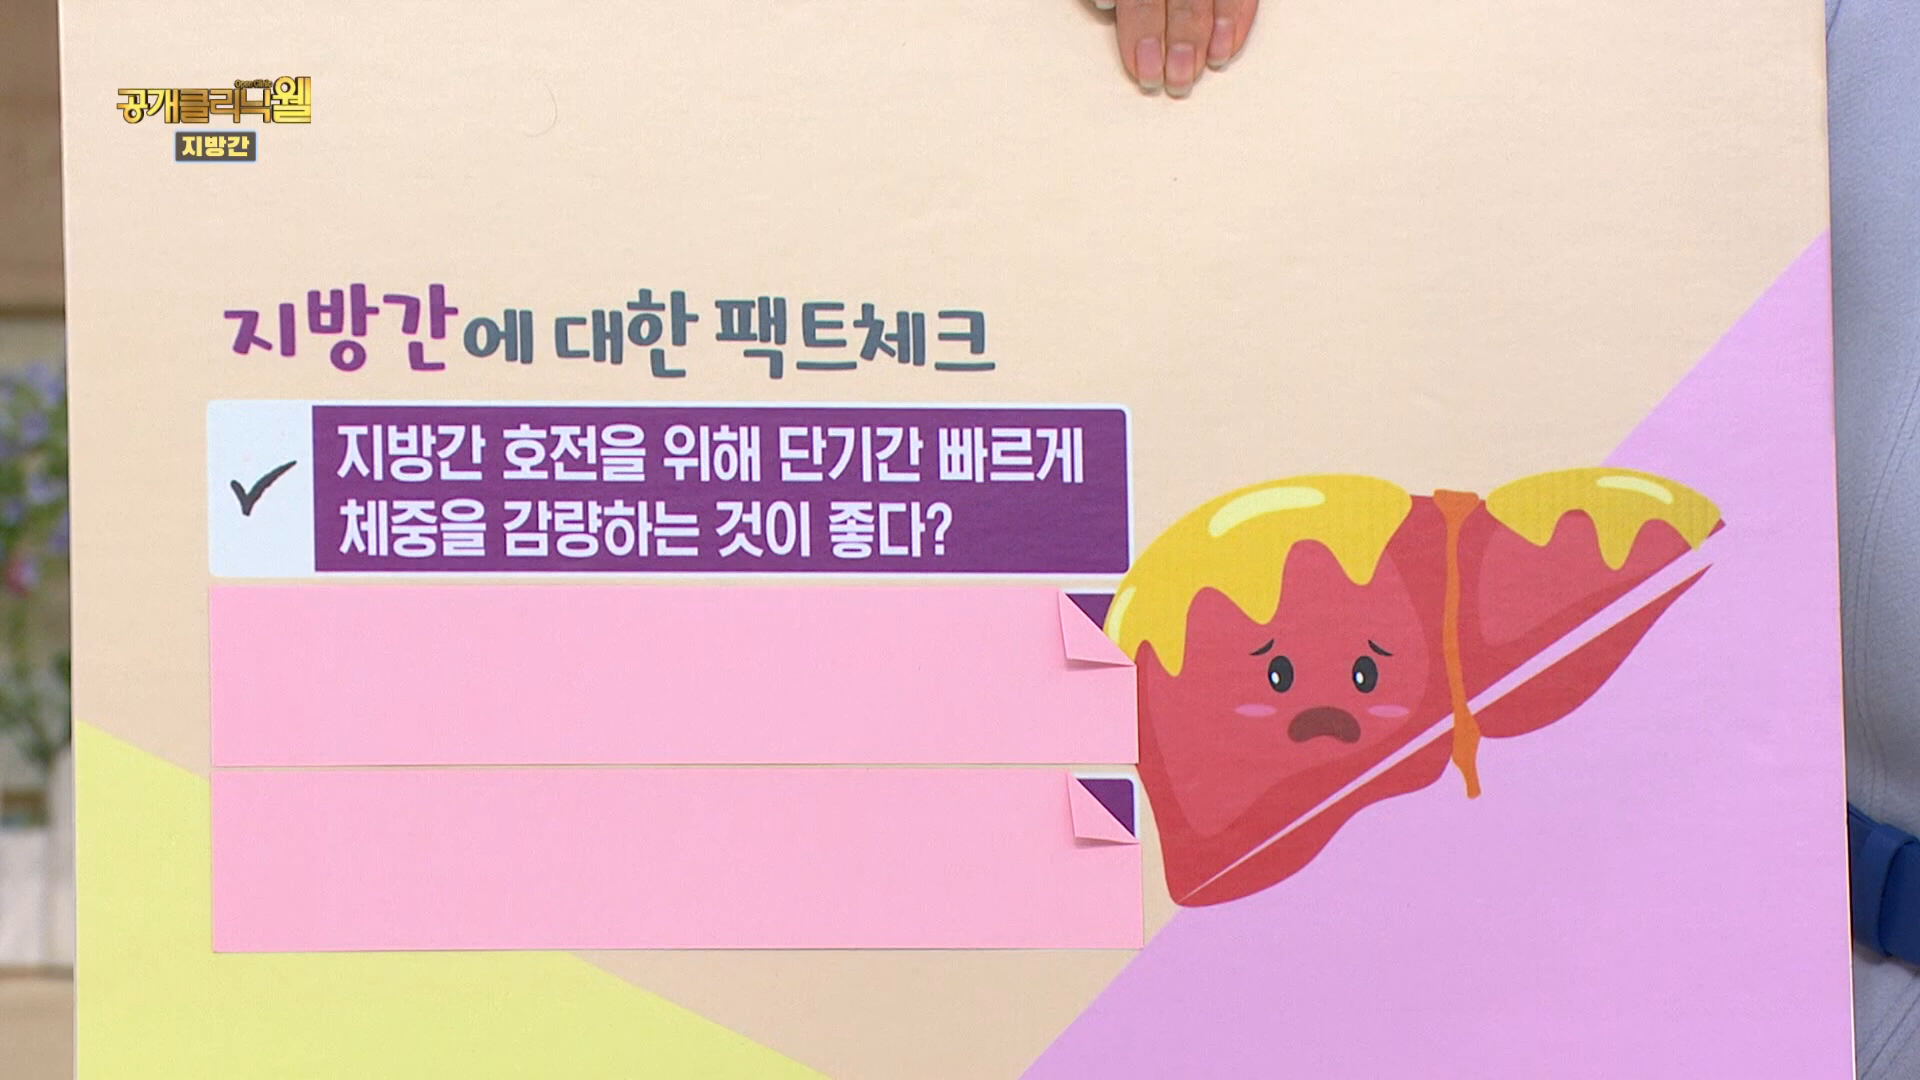 Open Clinic
공개클리닉 웰
지방간
지방간에 대한 팩트체크
지방간 호전을 위해 단기간 빠르게
체중을 감량하는 것이 좋다?